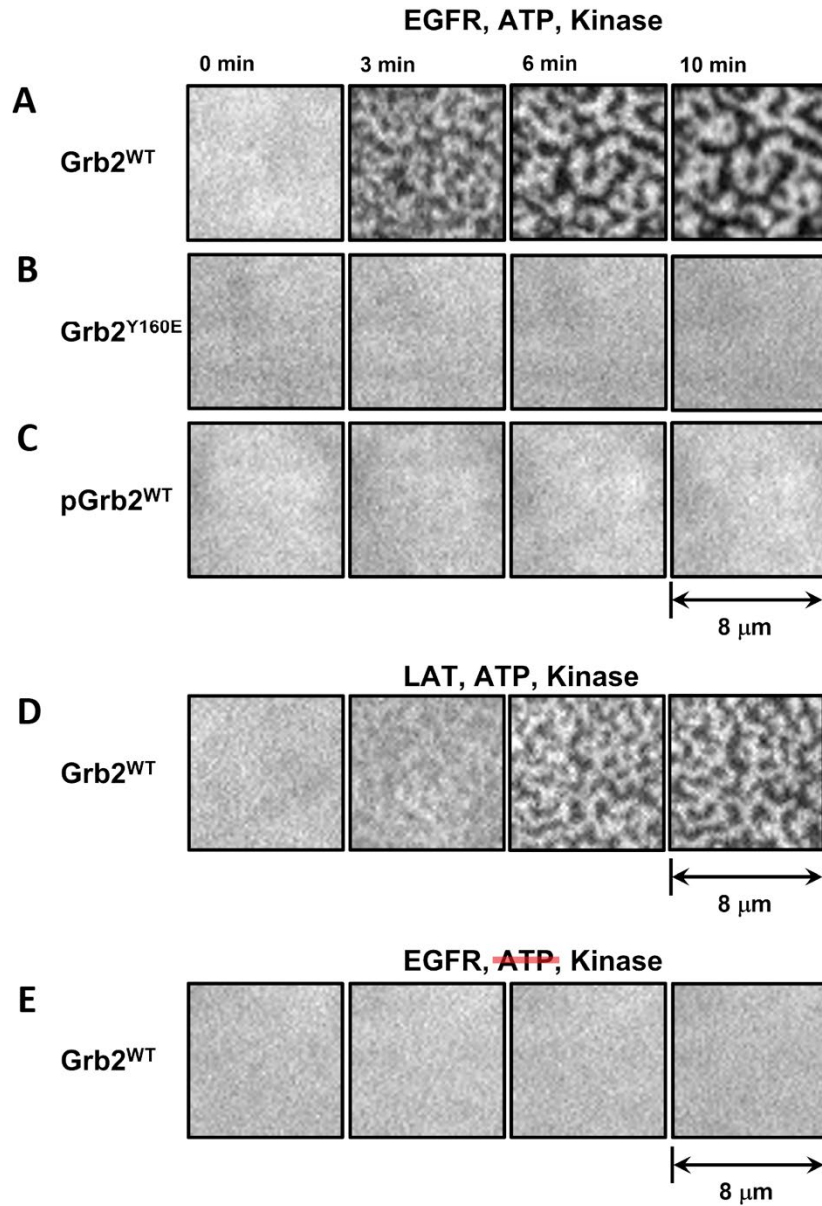 EGFR, ATP, Kinase
0 min 3 min 6 min 10 min
A
Grb2WT
B
Grb2Y160E
C
pGrb2WT
8 μm
LAT, ATP, Kinase
D
Grb2WT
8 μm
EGFR, ATP, Kinase
E
Grb2WT
8 μm